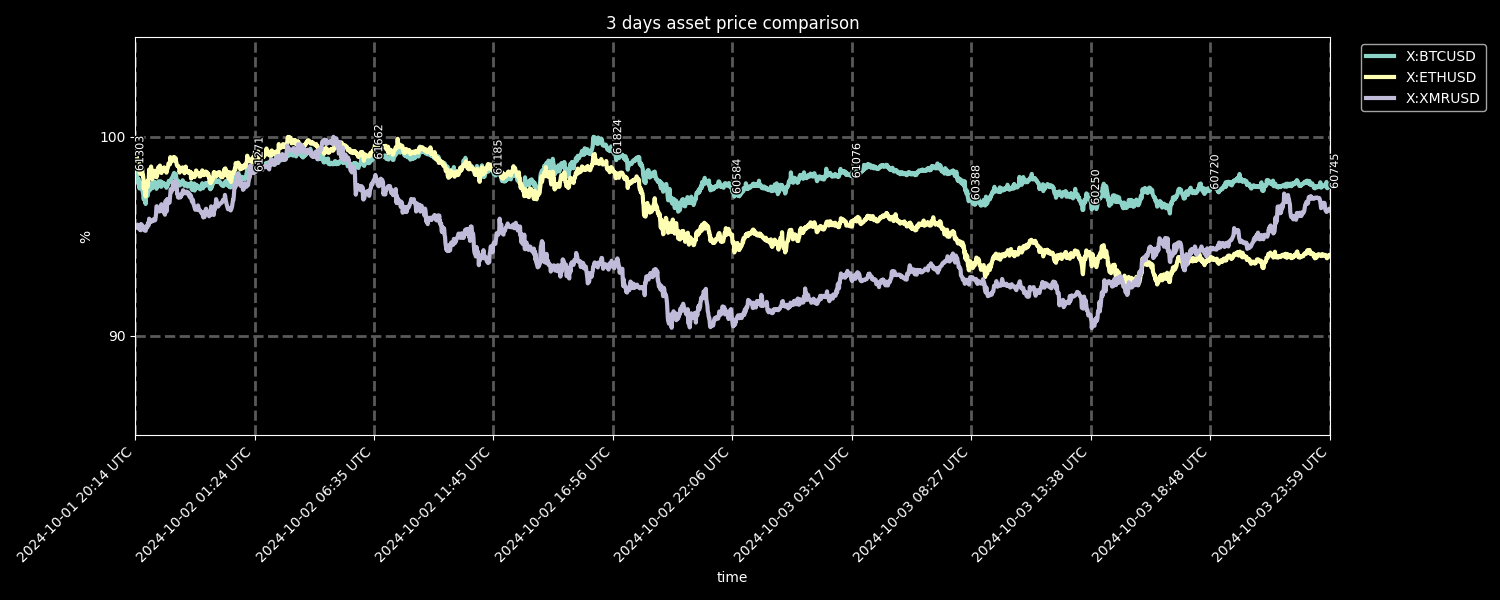 3 days asset price comparison
X:BTCUSD
X:ETHUSD
X:XMRUSD
100
90
%
61303
61271
61662
61185
61824
60584
61076
60388
60250
60720
60745
2024-10-01 20:14 UTC
2024-10-02 01:24 UTC
2024-10-02 06:35 UTC
2024-10-02 11:45 UTC
2024-10-02 16:56 UTC
2024-10-02 22:06 UTC
2024-10-03 03:17 UTC
2024-10-03 08:27 UTC
2024-10-03 13:38 UTC
2024-10-03 18:48 UTC
2024-10-03 23:59 UTC
time